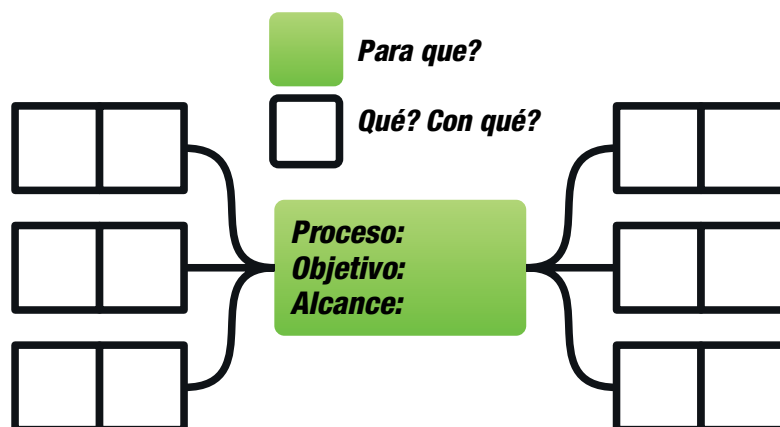 Para que?
Qué? Con qué?
Proceso:
Objetivo:
Alcance: